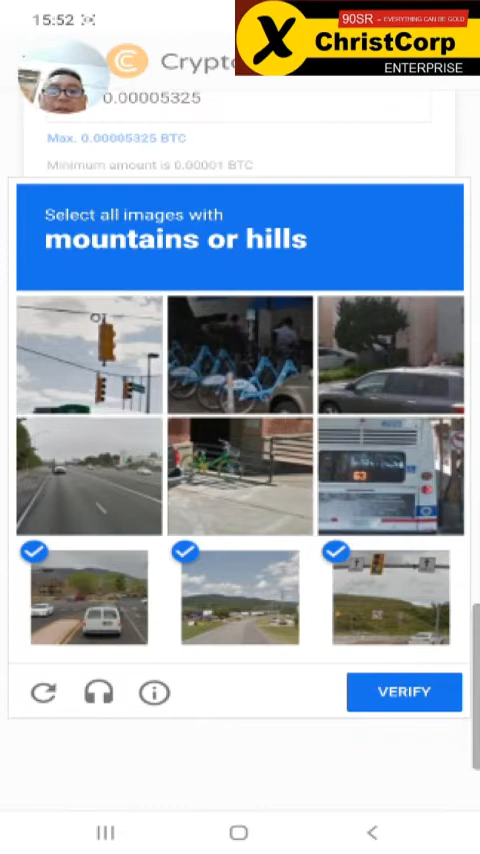 15:52
90SR - EVERYTHING CAN BE GOLD
X ChristCorp
ENTERPRISE
Crypto
0.00005325
Max. 0.00005325 BTC
Minimum amount is 0.00001 BTC
Select all images with
mountains or hills
VERIFY